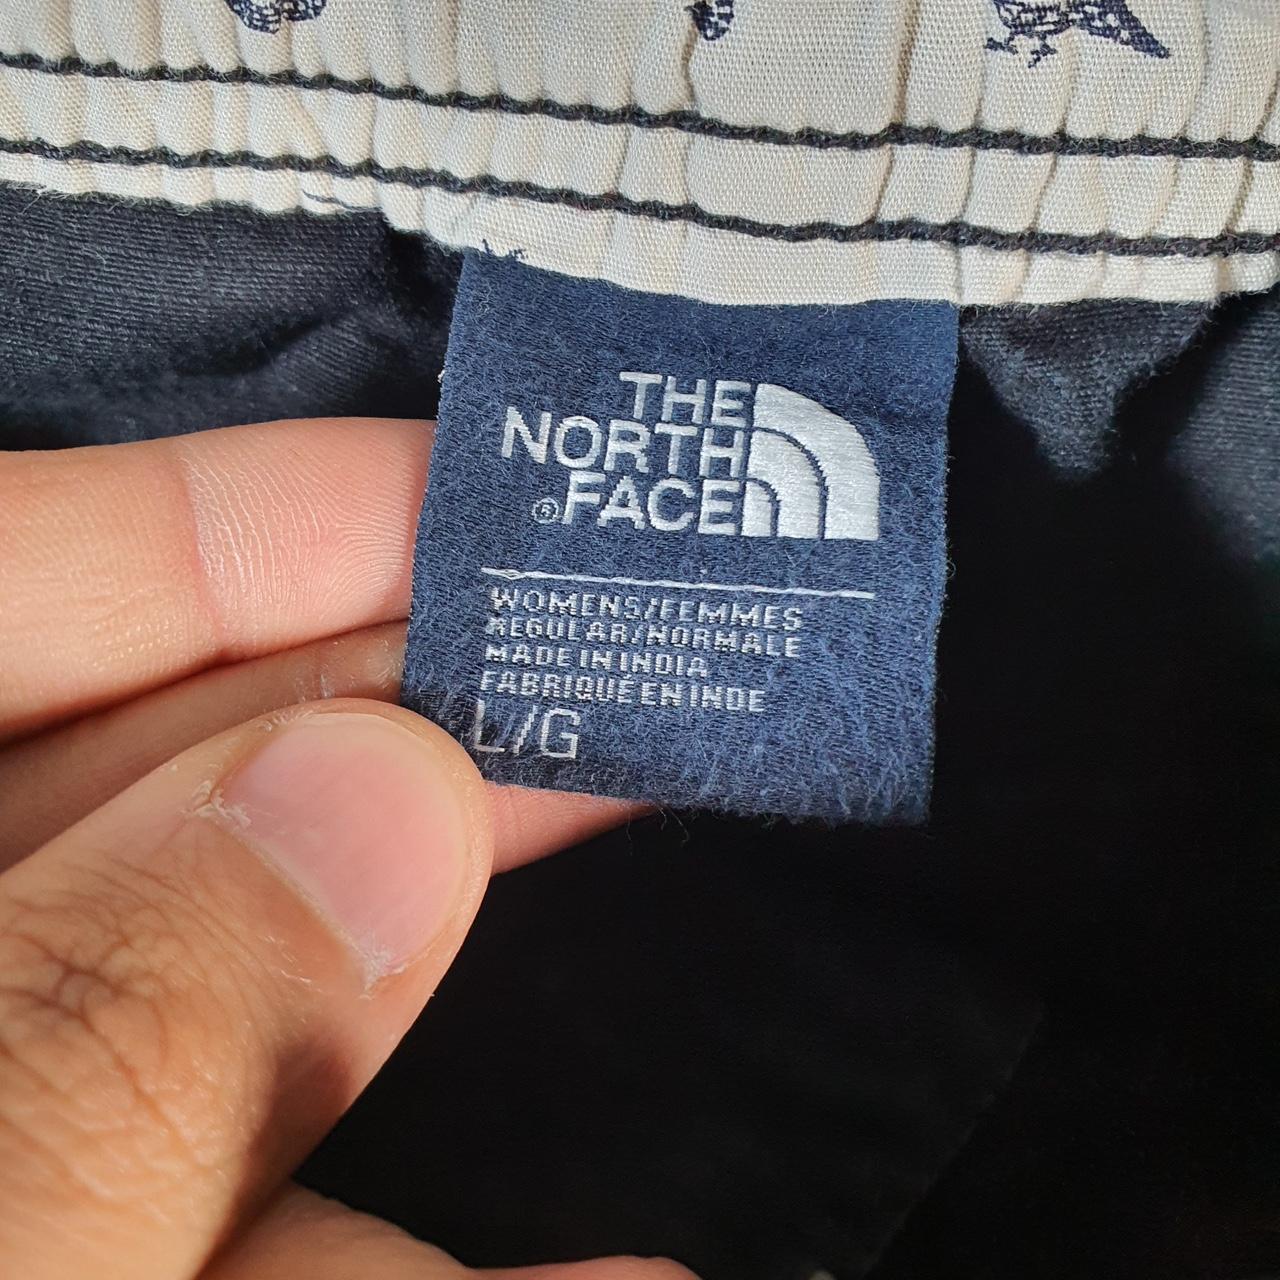 THE
NORTH
®FACE
WOMENS/FEMMES
REGULAR/NORMALE
MADE IN INDIA
FABRIQUÉ EN INDE
L/G